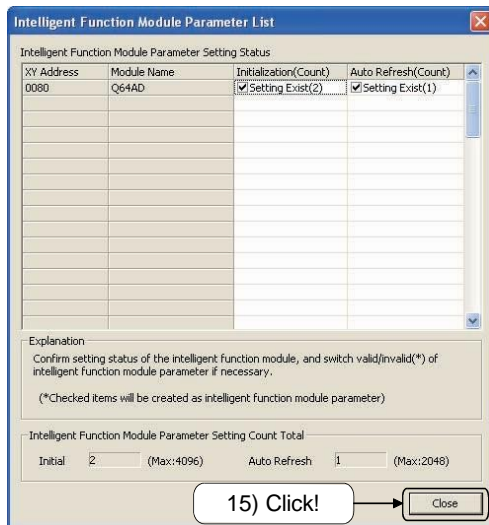 Intelligent Function Module Parameter List
Intelligent Function Module Parameter Setting Status
XY Address Module Name Initialization(Count) Auto Refresh(Count)
0080 Q64AD Setting Exist(2) Setting Exist(1)
Explanation
Confirm setting status of the intelligent function module, and switch valid/invalid(*) of
intelligent function module parameter if necessary.
(*Checked items will be created as intelligent function module parameter)
Intelligent Function Module Parameter Setting Count Total
Initial 2 (Max:4096) Auto Refresh 1 (Max:2048)
15) Click! Close